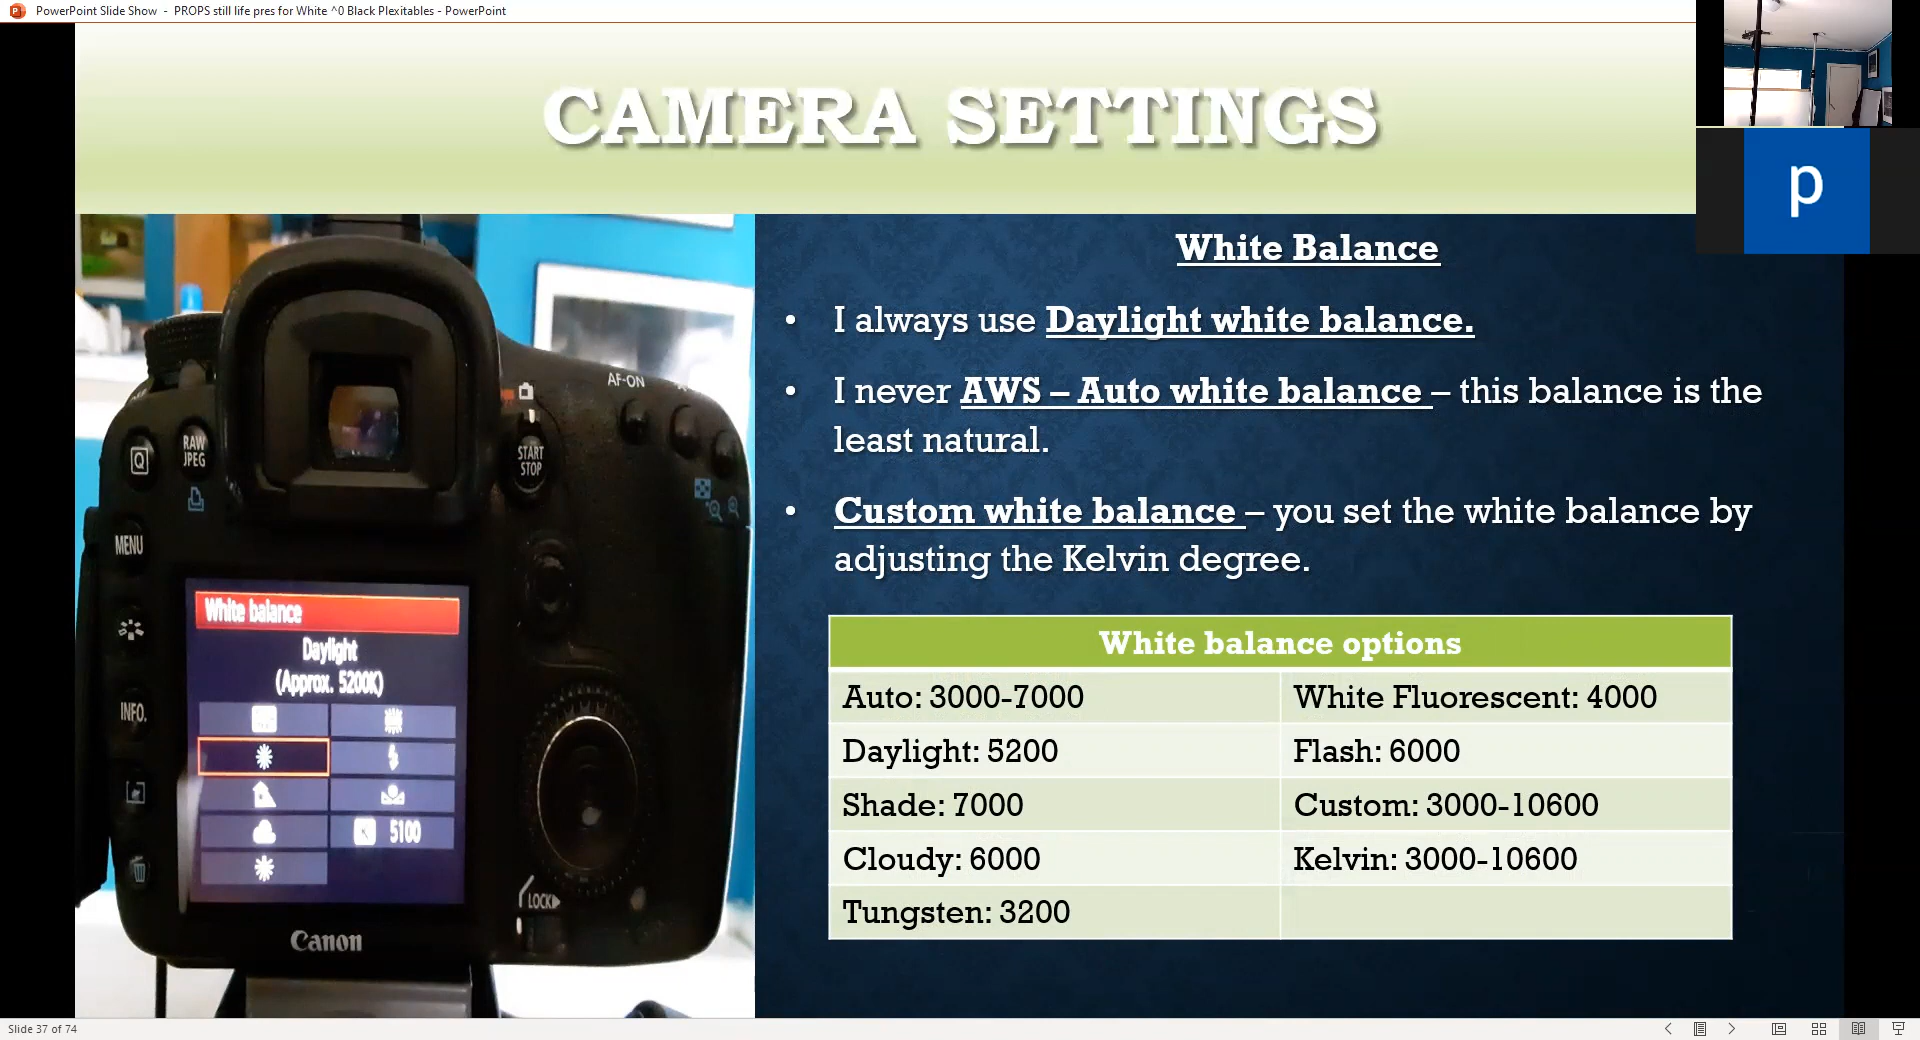 PowerPoint Slide Show - PROPS still life pres for White ^0 Black Plexitables - PowerPoint
CAMERA SETTINGS
p
AF-ON
Q
RAW
JPEG
START
STOP
MENU
INFO.
White balance
Daylight
(Approx. 5200K)
K 5100
LOCK
Canon
White Balance
• I always use Daylight white balance.
• I never AWS – Auto white balance – this balance is the
least natural.
• Custom white balance – you set the white balance by
adjusting the Kelvin degree.
White balance options
Auto: 3000-7000 White Fluorescent: 4000
Daylight: 5200 Flash: 6000
Shade: 7000 Custom: 3000-10600
Cloudy: 6000 Kelvin: 3000-10600
Tungsten: 3200
Slide 37 of 74